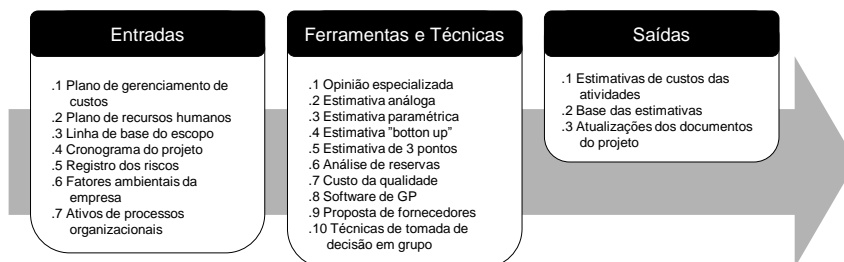 Entradas
.1 Plano de gerenciamento de
custos
.2 Plano de recursos humanos
.3 Linha de base do escopo
.4 Cronograma do projeto
.5 Registro dos riscos
.6 Fatores ambientais da
empresa
.7 Ativos de processos
organizacionais
Ferramentas e Técnicas
.1 Opinião especializada
.2 Estimativa análoga
.3 Estimativa paramétrica
.4 Estimativa ”botton up”
.5 Estimativa de 3 pontos
.6 Análise de reservas
.7 Custo da qualidade
.8 Software de GP
.9 Proposta de fornecedores
.10 Técnicas de tomada de
decisão em grupo
Saídas
.1 Estimativas de custos das
atividades
.2 Base das estimativas
.3 Atualizações dos documentos
do projeto